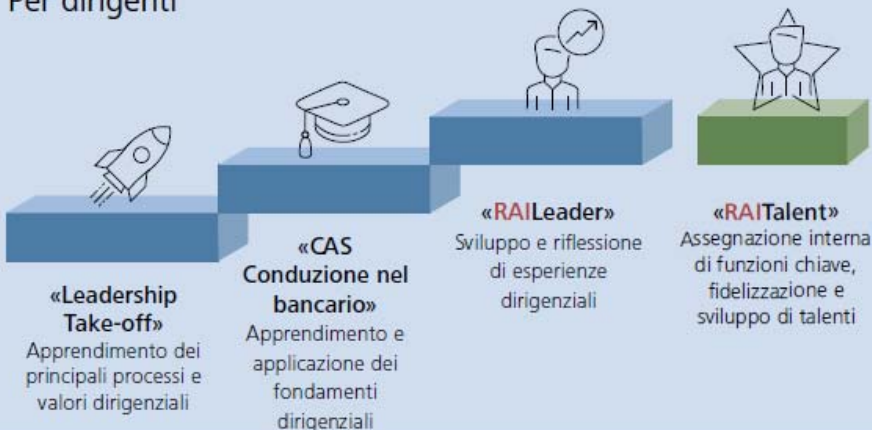 Per dirigenti
«Leadership
Take-off»
Apprendimento dei
principali processi e
valori dirigenziali
«CAS
Conduzione nel
bancario»
Apprendimento e
applicazione dei
fondamenti
dirigenziali
«RAILeader»
Sviluppo e riflessione
di esperienze
dirigenziali
«RAITalent»
Assegnazione interna
di funzioni chiave,
fidelizzazione e
sviluppo di talenti